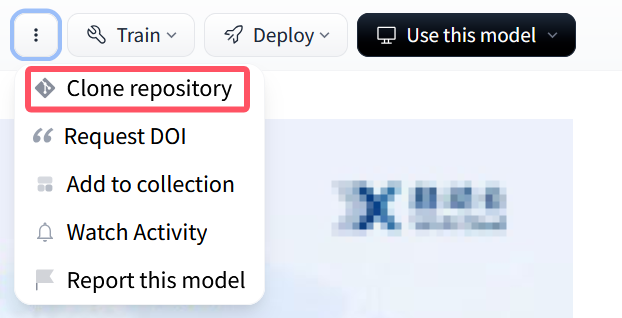 Train
Deploy
Use this model
Clone repository
Request DOI
Add to collection
Watch Activity
Report this model